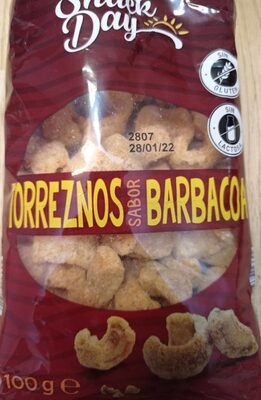 Snack
Day
SIN
GLUTEN
SIN
LACTOSA
2807
28/01/22
TORREZNOS SABOR BARBACOA
100 g e